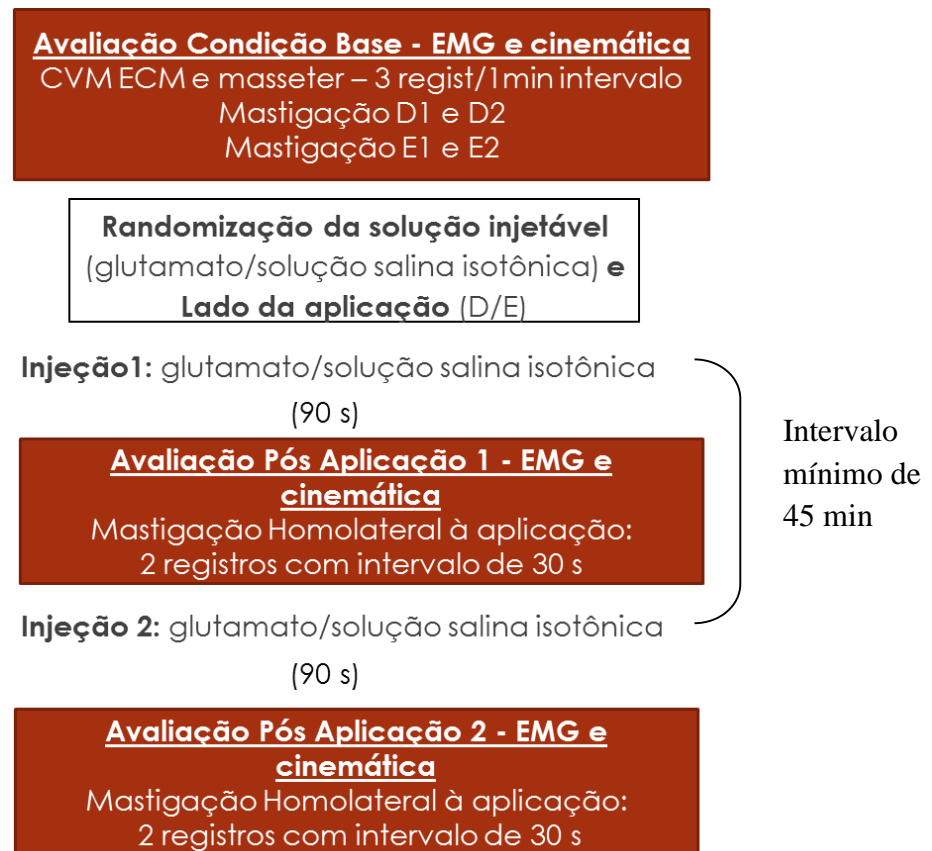 Avaliação Condição Base - EMG e cinemática
CVM ECM e masseter – 3 regist/1min intervalo
Mastigação D1 e D2
Mastigação E1 e E2
Randomização da solução injetável
(glutamato/solução salina isotônica) e
Lado da aplicação (D/E)
Injeção1: glutamato/solução salina isotônica
(90 s)
Avaliação Pós Aplicação 1 - EMG e
cinemática
Mastigação Homolateral à aplicação:
2 registros com intervalo de 30 s
Intervalo
mínimo de
45 min
Injeção 2: glutamato/solução salina isotônica
(90 s)
Avaliação Pós Aplicação 2 - EMG e
cinemática
Mastigação Homolateral à aplicação:
2 registros com intervalo de 30 s